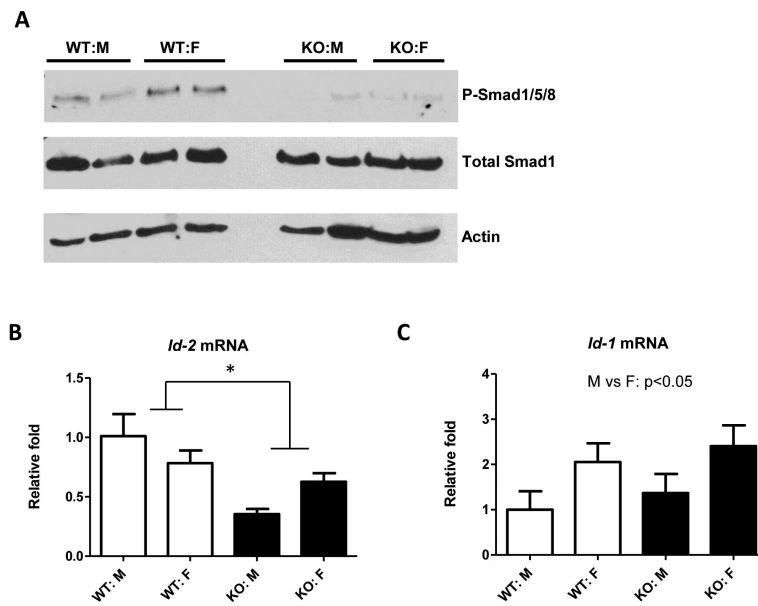 A
WT:M WT:F KO:M KO:F
P-Smad1/5/8
Total Smad1
Actin
B
Id-2 mRNA
Relative fold
1.5
1.0
0.5
0.0
*
WT: M
WT: F
KO: M
KO: F
C
Id-1 mRNA
M vs F: p<0.05
Relative fold
4
3
2
1
0
WT: M
WT: F
KO: M
KO: F